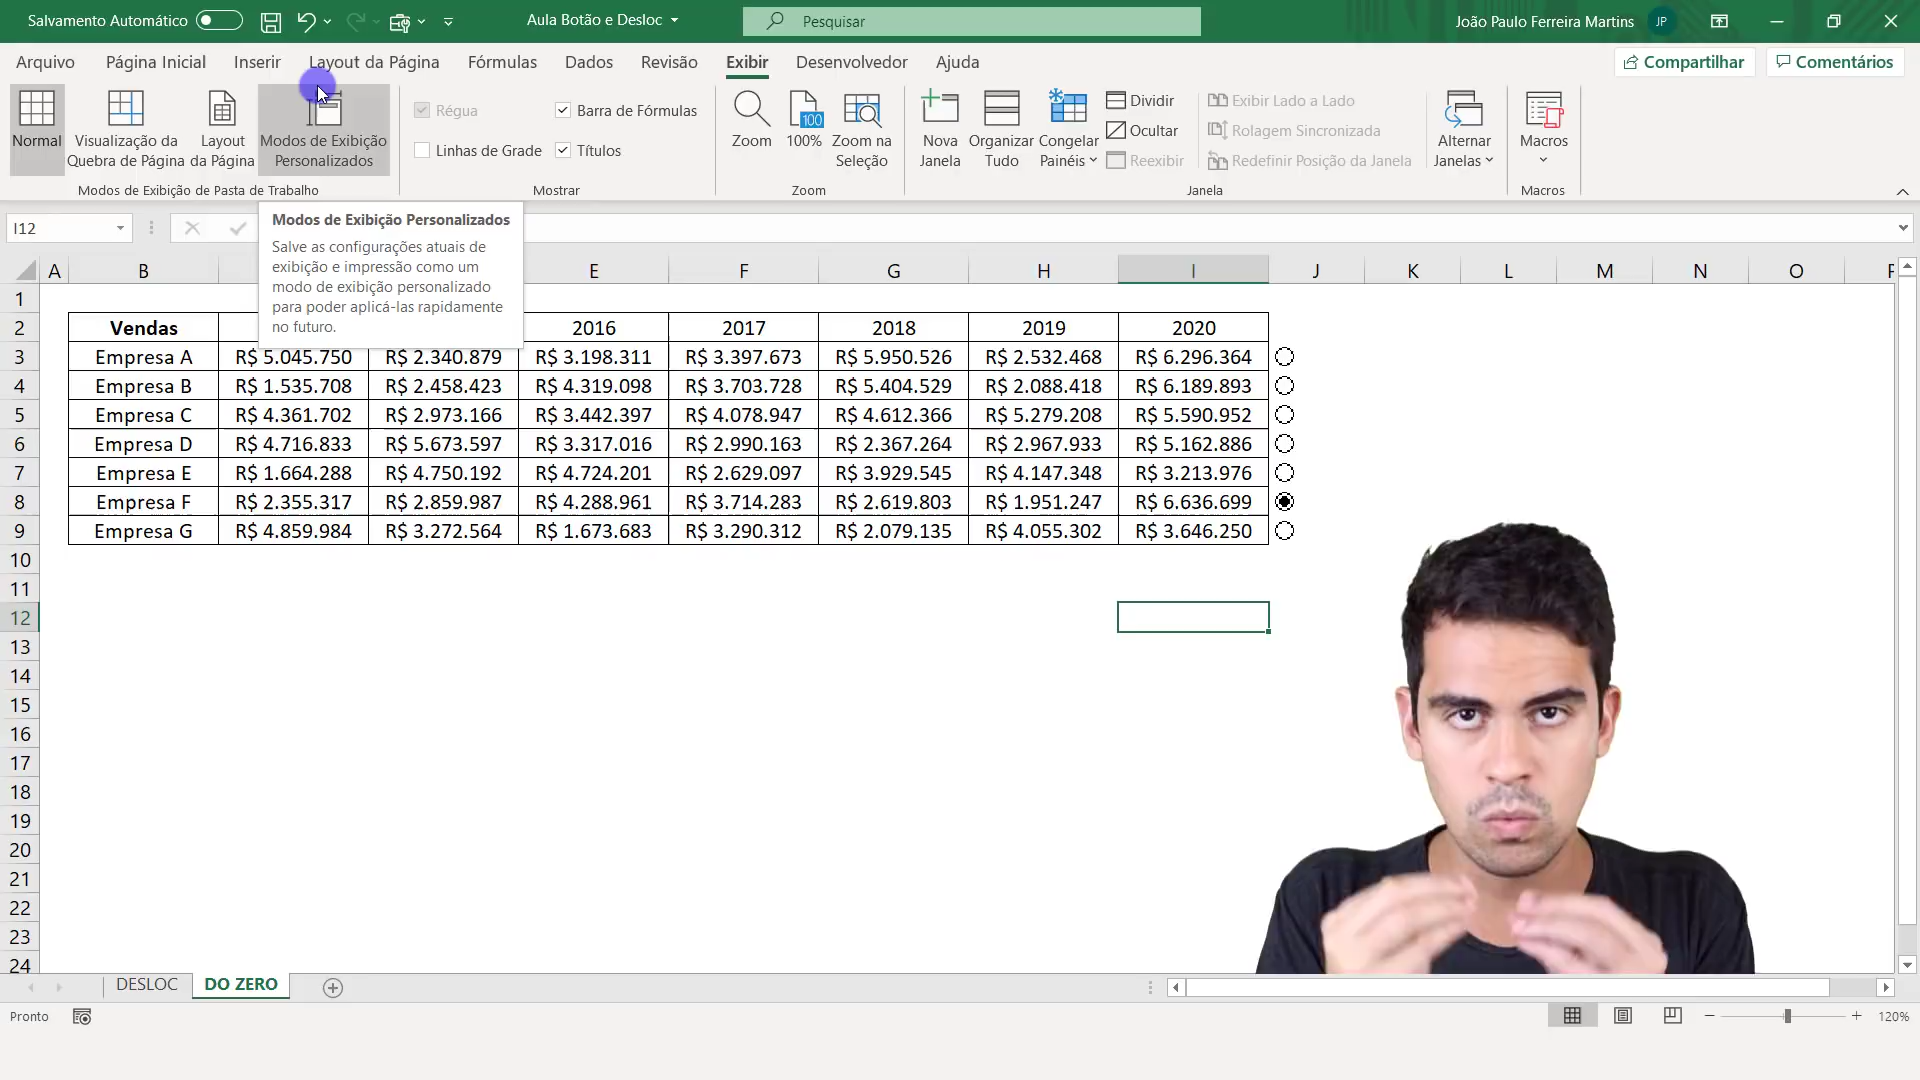 Salvamento Automático
Aula Botão e Desloc
Pesquisar
João Paulo Ferreira Martins
JP
Arquivo Página Inicial Inserir Layout da Página Fórmulas Dados Revisão Exibir Desenvolvedor Ajuda
Compartilhar
Comentários
Normal
Visualização da
Quebra de Página
Layout
da Página
Modos de Exibição
Personalizados
Modos de Exibição de Pasta de Trabalho
Régua
Barra de Fórmulas
Linhas de Grade
Títulos
Mostrar
Zoom
100
100%
Zoom na
Seleção
Zoom
Nova
Janela
Organizar
Tudo
Congelar
Painéis
Dividir
Ocultar
Reexibir
Exibir Lado a Lado
Rolagem Sincronizada
Redefinir Posição da Janela
Alternar
Janelas
Janela
Macros
Macros
I12
Modos de Exibição Personalizados
Salve as configurações atuais de
exibição e impressão como um
modo de exibição personalizado
para poder aplicá-las rapidamente
no futuro.
A B E F G H I J K L M N O
1
2 Vendas 2016 2017 2018 2019 2020
3 Empresa A R$ 5.045.750 R$ 2.340.879 R$ 3.198.311 R$ 3.397.673 R$ 5.950.526 R$ 2.532.468 R$ 6.296.364
4 Empresa B R$ 1.535.708 R$ 2.458.423 R$ 4.319.098 R$ 3.703.728 R$ 5.404.529 R$ 2.088.418 R$ 6.189.893
5 Empresa C R$ 4.361.702 R$ 2.973.166 R$ 3.442.397 R$ 4.078.947 R$ 4.612.366 R$ 5.279.208 R$ 5.590.952
6 Empresa D R$ 4.716.833 R$ 5.673.597 R$ 3.317.016 R$ 2.990.163 R$ 2.367.264 R$ 2.967.933 R$ 5.162.886
7 Empresa E R$ 1.664.288 R$ 4.750.192 R$ 4.724.201 R$ 2.629.097 R$ 3.929.545 R$ 4.147.348 R$ 3.213.976
8 Empresa F R$ 2.355.317 R$ 2.859.987 R$ 4.288.961 R$ 3.714.283 R$ 2.619.803 R$ 1.951.247 R$ 6.636.699
9 Empresa G R$ 4.859.984 R$ 3.272.564 R$ 1.673.683 R$ 3.290.312 R$ 2.079.135 R$ 4.055.302 R$ 3.646.250
10
11
12
13
14
15
16
17
18
19
20
21
22
23
24
DESLOC DO ZERO
Pronto
120%